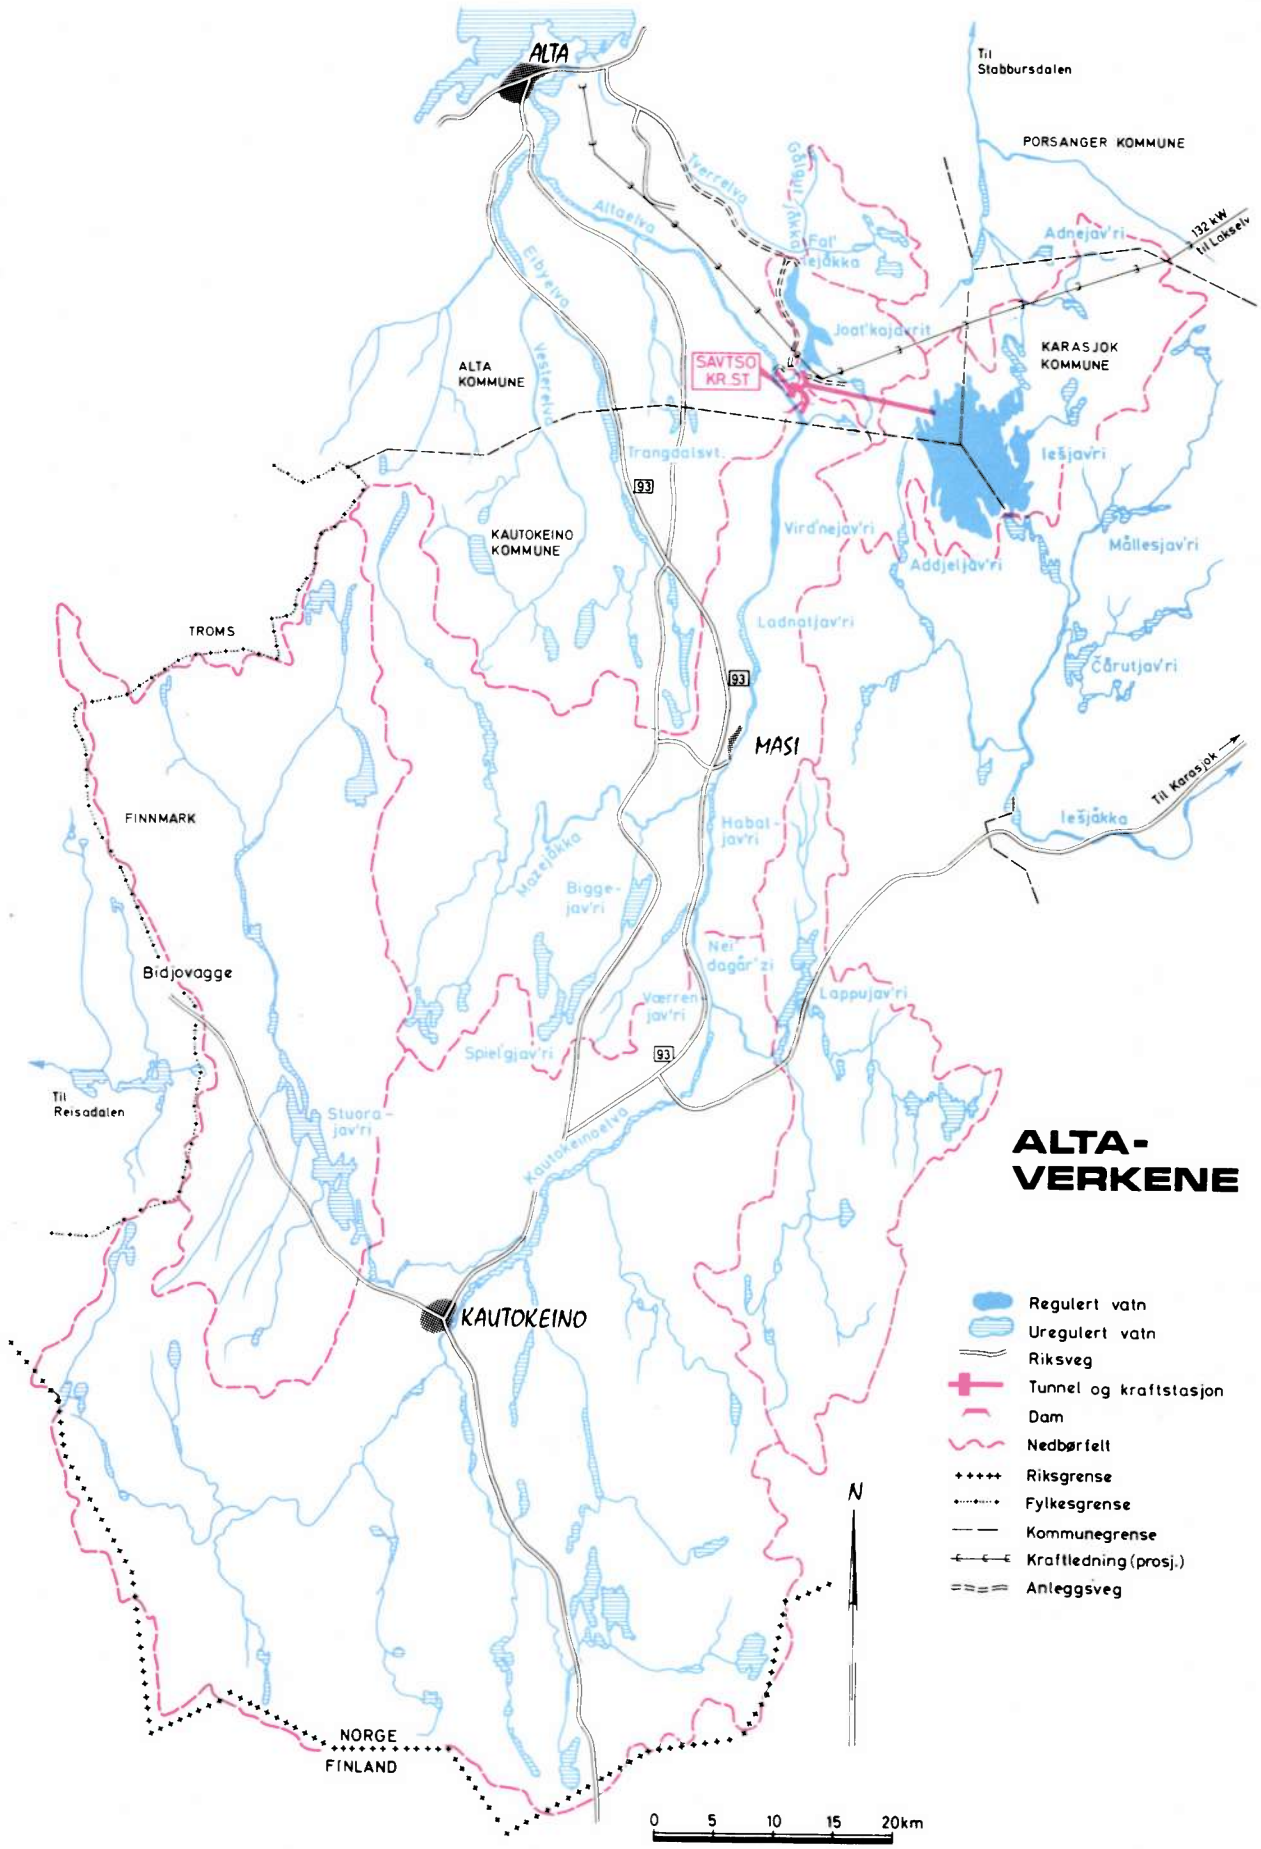 ALTA
Til
Stabbursdalen
PORSANGER KOMMUNE
Tverrelva
Altaelva
Fal'
lejåkka
Adnejav'ri
132 kW
til Lakselv
Eibyelva
Joat'kajavrit
KARASJOK
KOMMUNE
ALTA
KOMMUNE
Vesterelva
SAVTSO
KR.ST
Trangdalsvt.
Iešjav'ri
93
Vird'nejav'ri
KAUTOKEINO
KOMMUNE
Addjeljav'ri
Mållesjav'ri
TROMS
Ladnatjav'ri
Čårutjav'ri
93
MASI
FINNMARK
Til Karasjok
Iešjåkka
Habal-
jav'ri
Mazejåkka
Bigge-
jav'ri
Nei'
dagår'zi
Bidjovagge
Værren
jav'ri
Lappujav'ri
Spiel'gjav'ri
93
Til
Reisadalen
Stuora-
jav'ri
Kautokeinoelva
ALTA-
VERKENE
KAUTOKEINO
Regulert vatn
Uregulert vatn
Riksveg
Tunnel og kraftstasjon
Dam
Nedbørfelt
Riksgrense
Fylkesgrense
Kommunegrense
Kraftledning (prosj.)
Anleggsveg
N
NORGE
FINLAND
0 5 10 15 20km